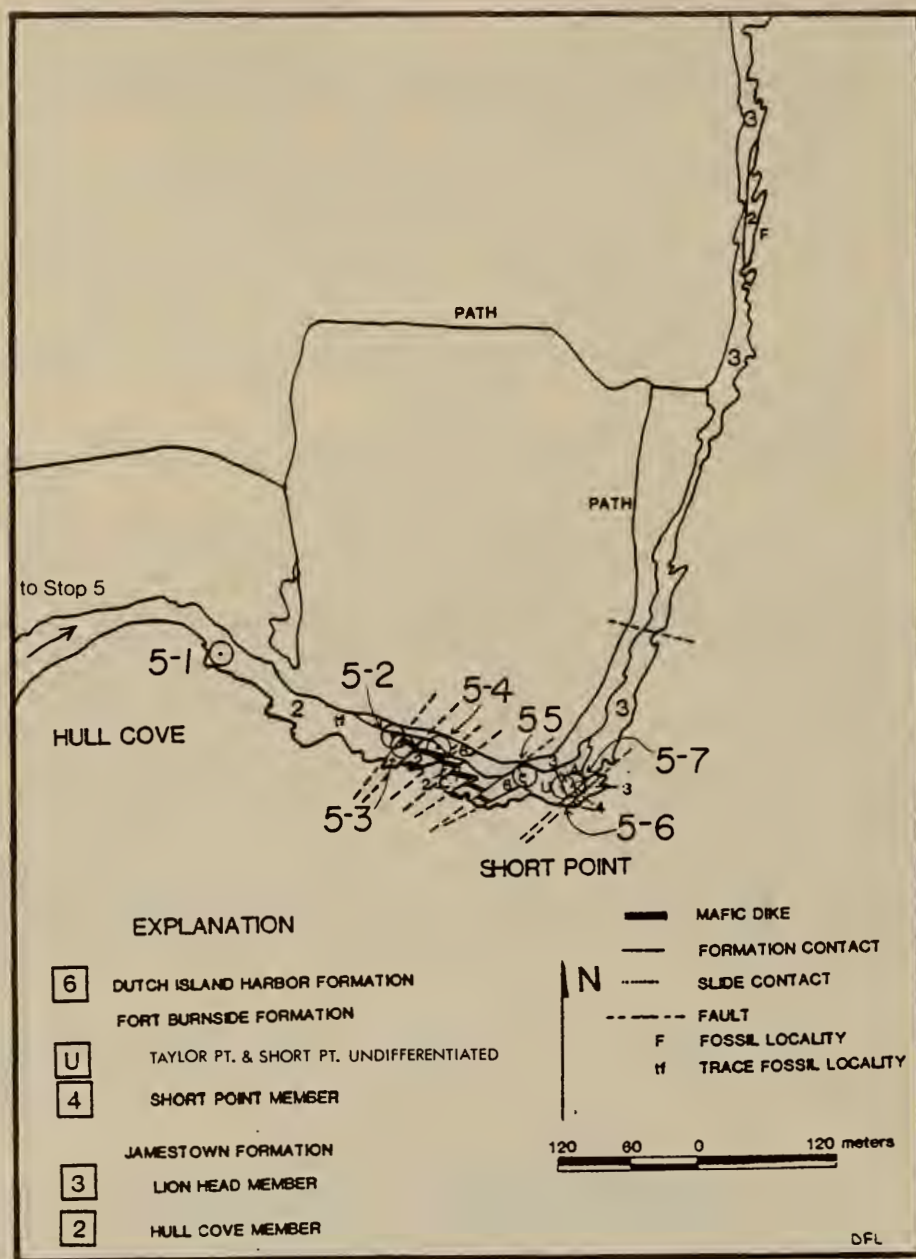 3
2
F
PATH
3
PATH
to Stop 5
5-1
5-2
5-4
55
2
tf
3
5-7
HULL COVE
6
U
3
4
5-3
5-6
SHORT POINT
EXPLANATION
6 DUTCH ISLAND HARBOR FORMATION
FORT BURNSIDE FORMATION
U TAYLOR PT. & SHORT PT. UNDIFFERENTIATED
4 SHORT POINT MEMBER
JAMESTOWN FORMATION
3 LION HEAD MEMBER
2 HULL COVE MEMBER
MAFIC DIKE
FORMATION CONTACT
N
SLIDE CONTACT
FAULT
F FOSSIL LOCALITY
tf TRACE FOSSIL LOCALITY
120 60 0 120 meters
DFL